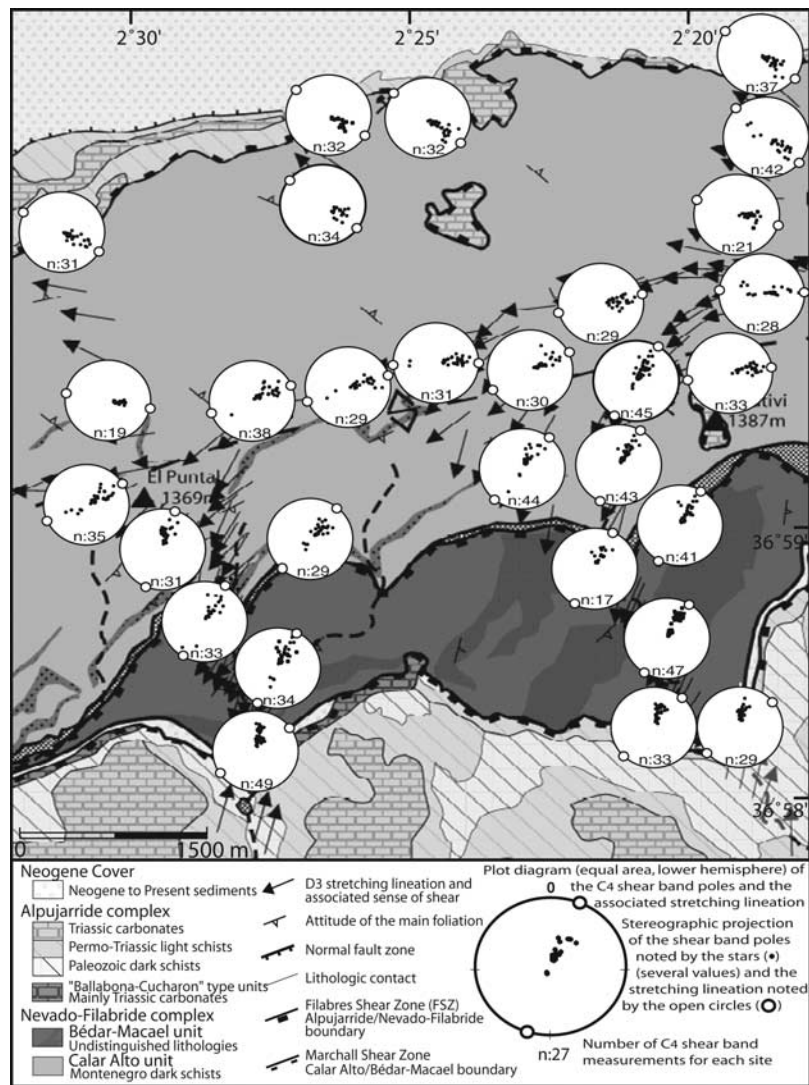 2°30' 2°25' 2°20'
n:37
n:32 n:32
n:42
n:34
n:31 n:21
n:29 n:28
n:31
n:19 n:38 n:29 n:30 n:45 n:33
1387m
El Puntal
1369m
n:44 n:43
n:35 n:41
36°59'
n:31 n:29 n:17
n:33 n:47
n:34
n:33 n:29
n:49
36°58'
0 1500 m
Neogene Cover
Neogene to Present sediments
Alpujarride complex
Triassic carbonates
Permo-Triassic light schists
Paleozoic dark schists
"Ballabona-Cucharon" type units
Mainly Triassic carbonates
Nevado-Filabride complex
Bédar-Macael unit
Undistinguished lithologies
Calar Alto unit
Montenegro dark schists
D3 stretching lineation and
associated sense of shear
Attitude of the main foliation
Normal fault zone
Lithologic contact
Filabres Shear Zone (FSZ)
Alpujarride/Nevado-Filabride
boundary
Marchall Shear Zone
Calar Alto/Bédar-Macael boundary
Plot diagram (equal area, lower hemisphere) of
the C4 shear band poles and the
associated stretching lineation
0
Stereographic projection
of the shear band poles
noted by the stars (•)
(several values) and the
stretching lineation noted
by the open circles (O)
n:27
Number of C4 shear band
measurements for each site